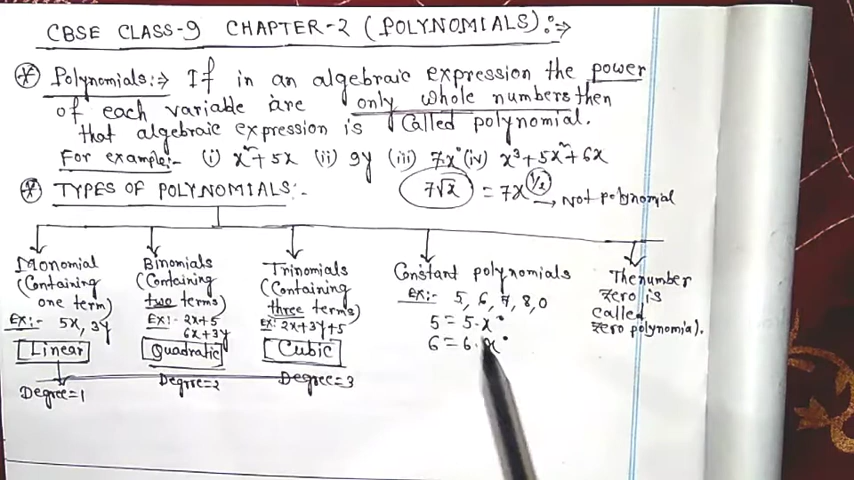 CBSE CLASS-9 CHAPTER-2 (POLYNOMIALS):→
* Polynomials:→ If in an algebraic expression the power
of each variable are only whole numbers then
that algebraic expression is called polynomial.
For example:- (i) x²+5x (ii) 9y (iii) 7x⁰ (iv) x³+5x²+6x
* TYPES OF POLYNOMIALS:-
7√x = 7x^(1/2) → Not polynomial
Monomial
(Containing
one term)
Ex:- 5x, 3y
Linear
Degree=1
Binomials
(Containing
two terms)
Ex:- 2x+5
6x+3y
Quadratic
Degree=2
Trinomials
(Containing
three terms)
Ex: 2x+3y+5
Cubic
Degree=3
Constant polynomials
Ex:- 5, 6, 7, 8, 0
5 = 5·x⁰
6 = 6·x⁰
The number
zero is
called
zero polynomial.